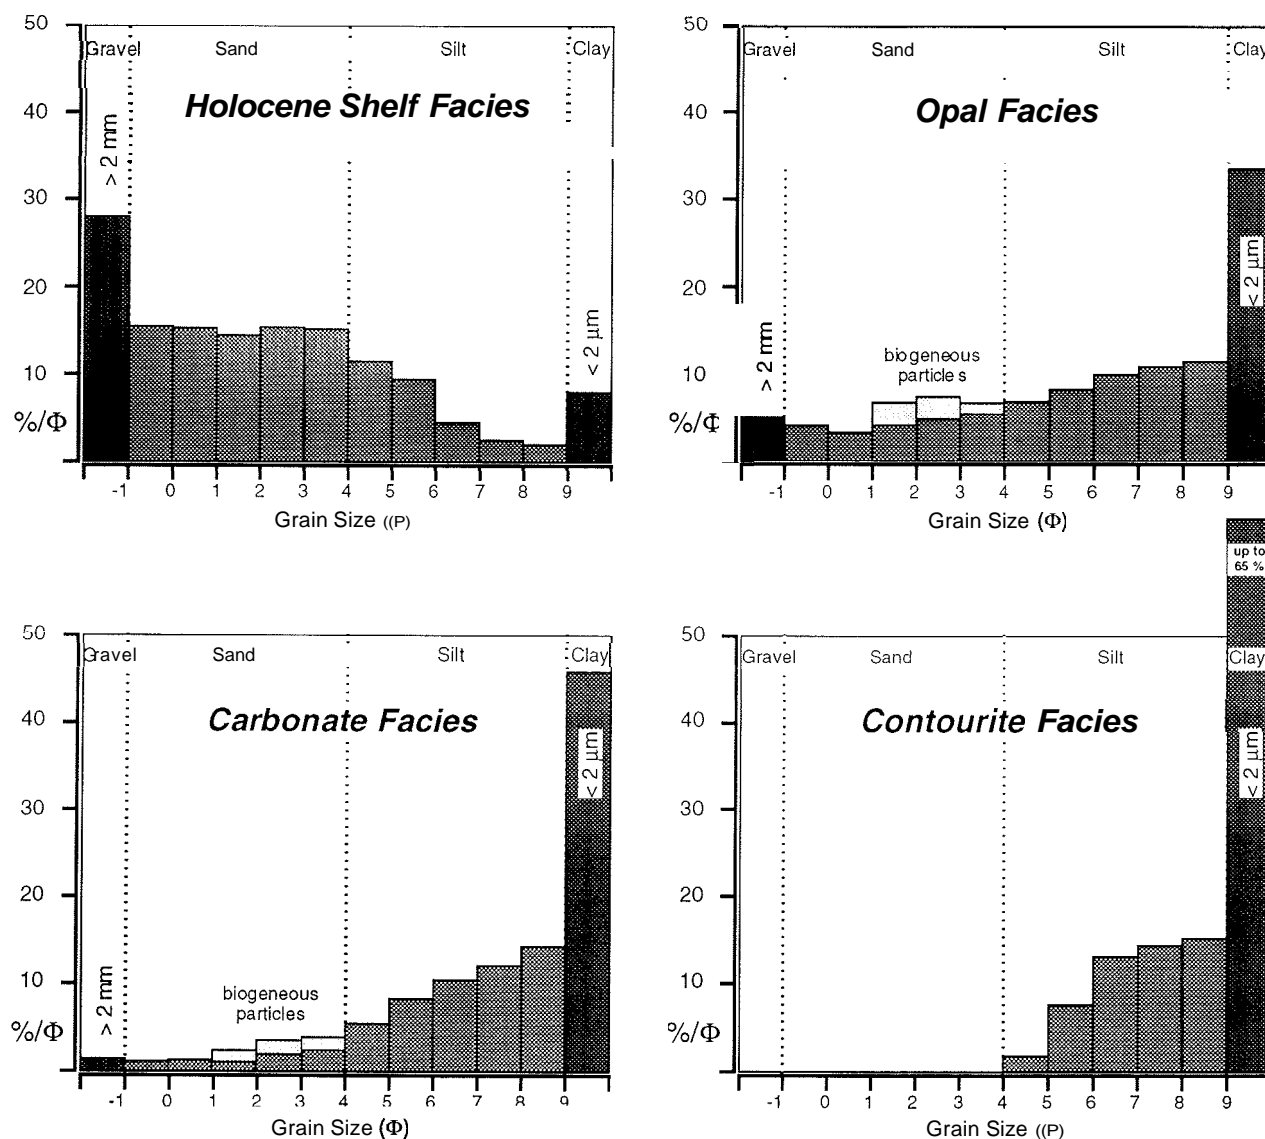 50
Gravel Sand Silt Clay
Holocene Shelf Facies
40
> 2 mm
30
20
< 2 µm
10
%/Φ
-1 0 1 2 3 4 5 6 7 8 9
Grain Size ((P)
50
Gravel Sand Silt Clay
Opal Facies
40
30
< 2 µm
20
> 2 mm
biogeneous
particles
10
%/Φ
-1 0 1 2 3 4 5 6 7 8 9
Grain Size (Φ)
50
Gravel Sand Silt Clay
Carbonate Facies
40
< 2 µm
30
20
10
> 2 mm
biogeneous
particles
%/Φ
-1 0 1 2 3 4 5 6 7 8 9
Grain Size (Φ)
up to
65 %
50
Gravel Sand Silt Clay
Contourite Facies
40
< 2 µm
30
20
10
%/Φ
-1 0 1 2 3 4 5 6 7 8 9
Grain Size ((P)